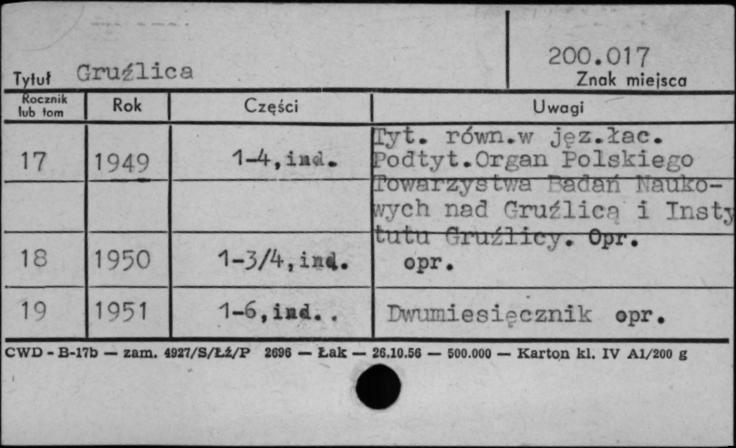 200.017
Tytuł Gruźlica
Znak miejsca
Rocznik lub tom Rok Części Uwagi
Tyt. równ.w jęz.łac.
17 1949 1-4,ind. Podtyt.Organ Polskiego
Towarzystwa Badań Nauko-
wych nad Gruźlicą i Insty
tutu Gruźlicy. Opr.
18 1950 1-3/4,ind. opr.
19 1951 1-6,ind.. Dwumiesięcznik opr.
CWD - B-17b — zam. 4927/S/ŁŻ/P 2696 — Łak — 26.10.56 — 500.000 — Karton kl. IV A1/200 g